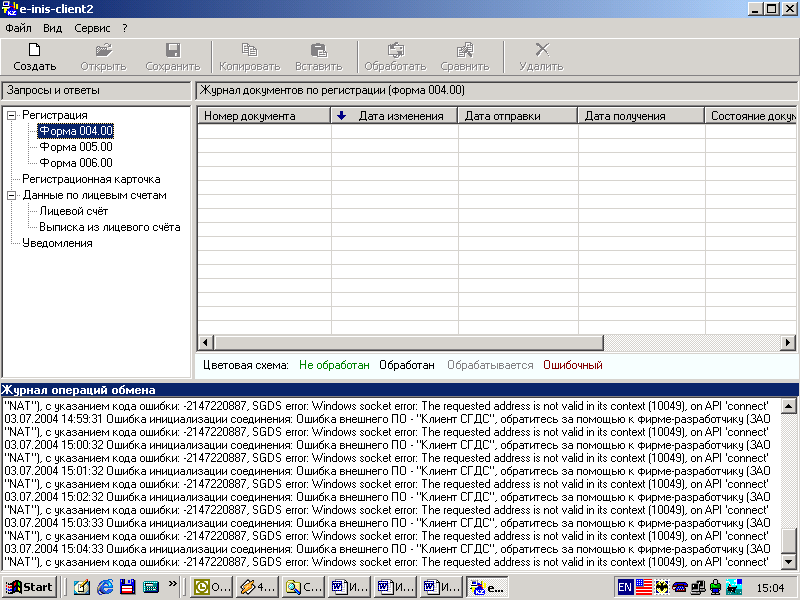 e-inis-client2
Файл Вид Сервис ?
Создать Открыть Сохранить Копировать Вставить Обработать Сравнить Удалить
Запросы и ответы
Журнал документов по регистрации (форма 004.00)
Номер документа Дата изменения Дата отправки Дата получения Состояние докум
Регистрация
Форма 004.00
Форма 005.00
Форма 006.00
Регистрационная карточка
Данные по лицевым счетам
Лицевой счёт
Выписка из лицевого счёта
Уведомления
Цветовая схема: Не обработан Обработан Обрабатывается Ошибочный
Журнал операций обмена
"NAT"), с указанием кода ошибки: -2147220887, SGDS error: Windows socket error: The requested address is not valid in its context (10049), on API 'connect'
03.07.2004 14:59:31 Ошибка инициализации соединения: Ошибка внешнего ПО - "Клиент СГДС", обратитесь за помощью к Фирме-разработчику (ЗАО
"NAT"), с указанием кода ошибки: -2147220887, SGDS error: Windows socket error: The requested address is not valid in its context (10049), on API 'connect'
03.07.2004 15:00:32 Ошибка инициализации соединения: Ошибка внешнего ПО - "Клиент СГДС", обратитесь за помощью к Фирме-разработчику (ЗАО
"NAT"), с указанием кода ошибки: -2147220887, SGDS error: Windows socket error: The requested address is not valid in its context (10049), on API 'connect'
03.07.2004 15:01:32 Ошибка инициализации соединения: Ошибка внешнего ПО - "Клиент СГДС", обратитесь за помощью к Фирме-разработчику (ЗАО
"NAT"), с указанием кода ошибки: -2147220887, SGDS error: Windows socket error: The requested address is not valid in its context (10049), on API 'connect'
03.07.2004 15:02:32 Ошибка инициализации соединения: Ошибка внешнего ПО - "Клиент СГДС", обратитесь за помощью к Фирме-разработчику (ЗАО
"NAT"), с указанием кода ошибки: -2147220887, SGDS error: Windows socket error: The requested address is not valid in its context (10049), on API 'connect'
03.07.2004 15:03:33 Ошибка инициализации соединения: Ошибка внешнего ПО - "Клиент СГДС", обратитесь за помощью к Фирме-разработчику (ЗАО
"NAT"), с указанием кода ошибки: -2147220887, SGDS error: Windows socket error: The requested address is not valid in its context (10049), on API 'connect'
03.07.2004 15:04:33 Ошибка инициализации соединения: Ошибка внешнего ПО - "Клиент СГДС", обратитесь за помощью к Фирме-разработчику (ЗАО
"NAT"), с указанием кода ошибки: -2147220887, SGDS error: Windows socket error: The requested address is not valid in its context (10049), on API 'connect'
Start » О... 4... С... И... И... И... e... EN 15:04